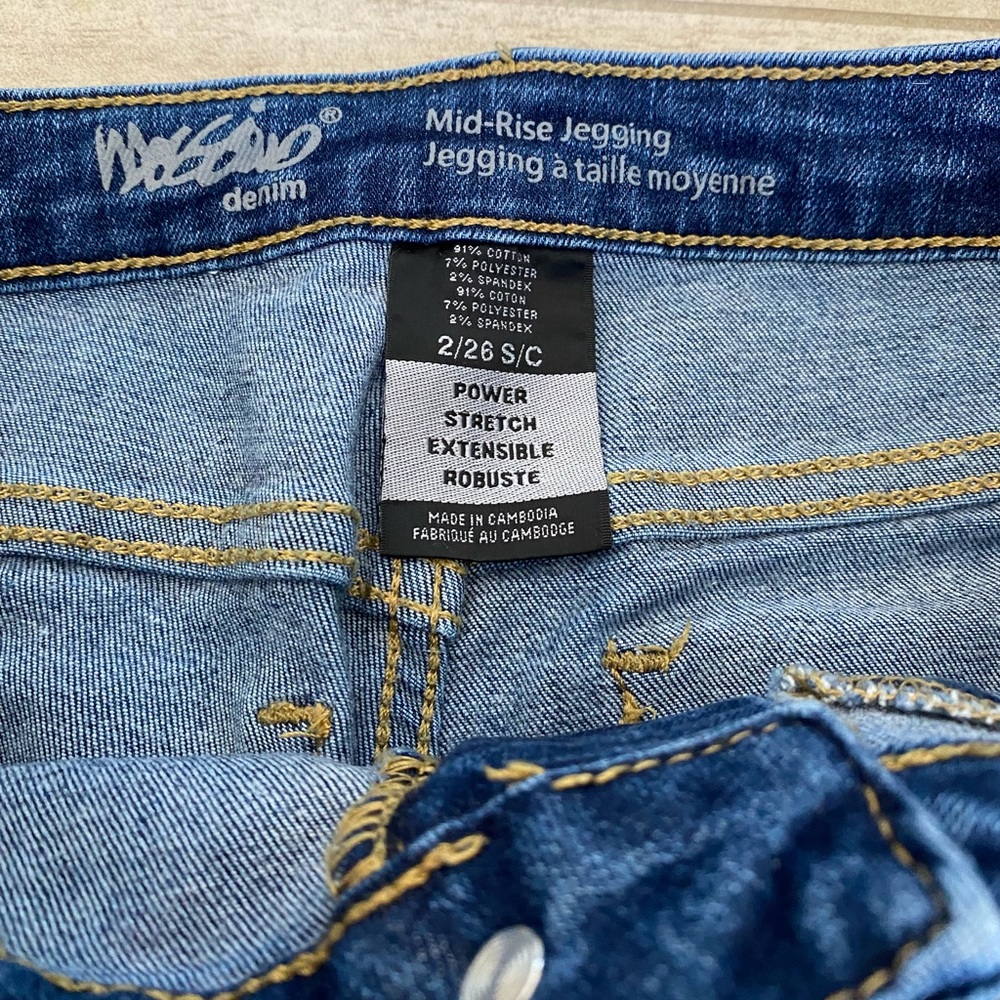 Mossimo®
denim
Mid-Rise Jegging
Jegging à taille moyenne
91% COTTON
7% POLYESTER
2% SPANDEX
91% COTON
7% POLYESTER
2% SPANDEX
2/26 S/C
POWER
STRETCH
EXTENSIBLE
ROBUSTE
MADE IN CAMBODIA
FABRIQUÉ AU CAMBODGE